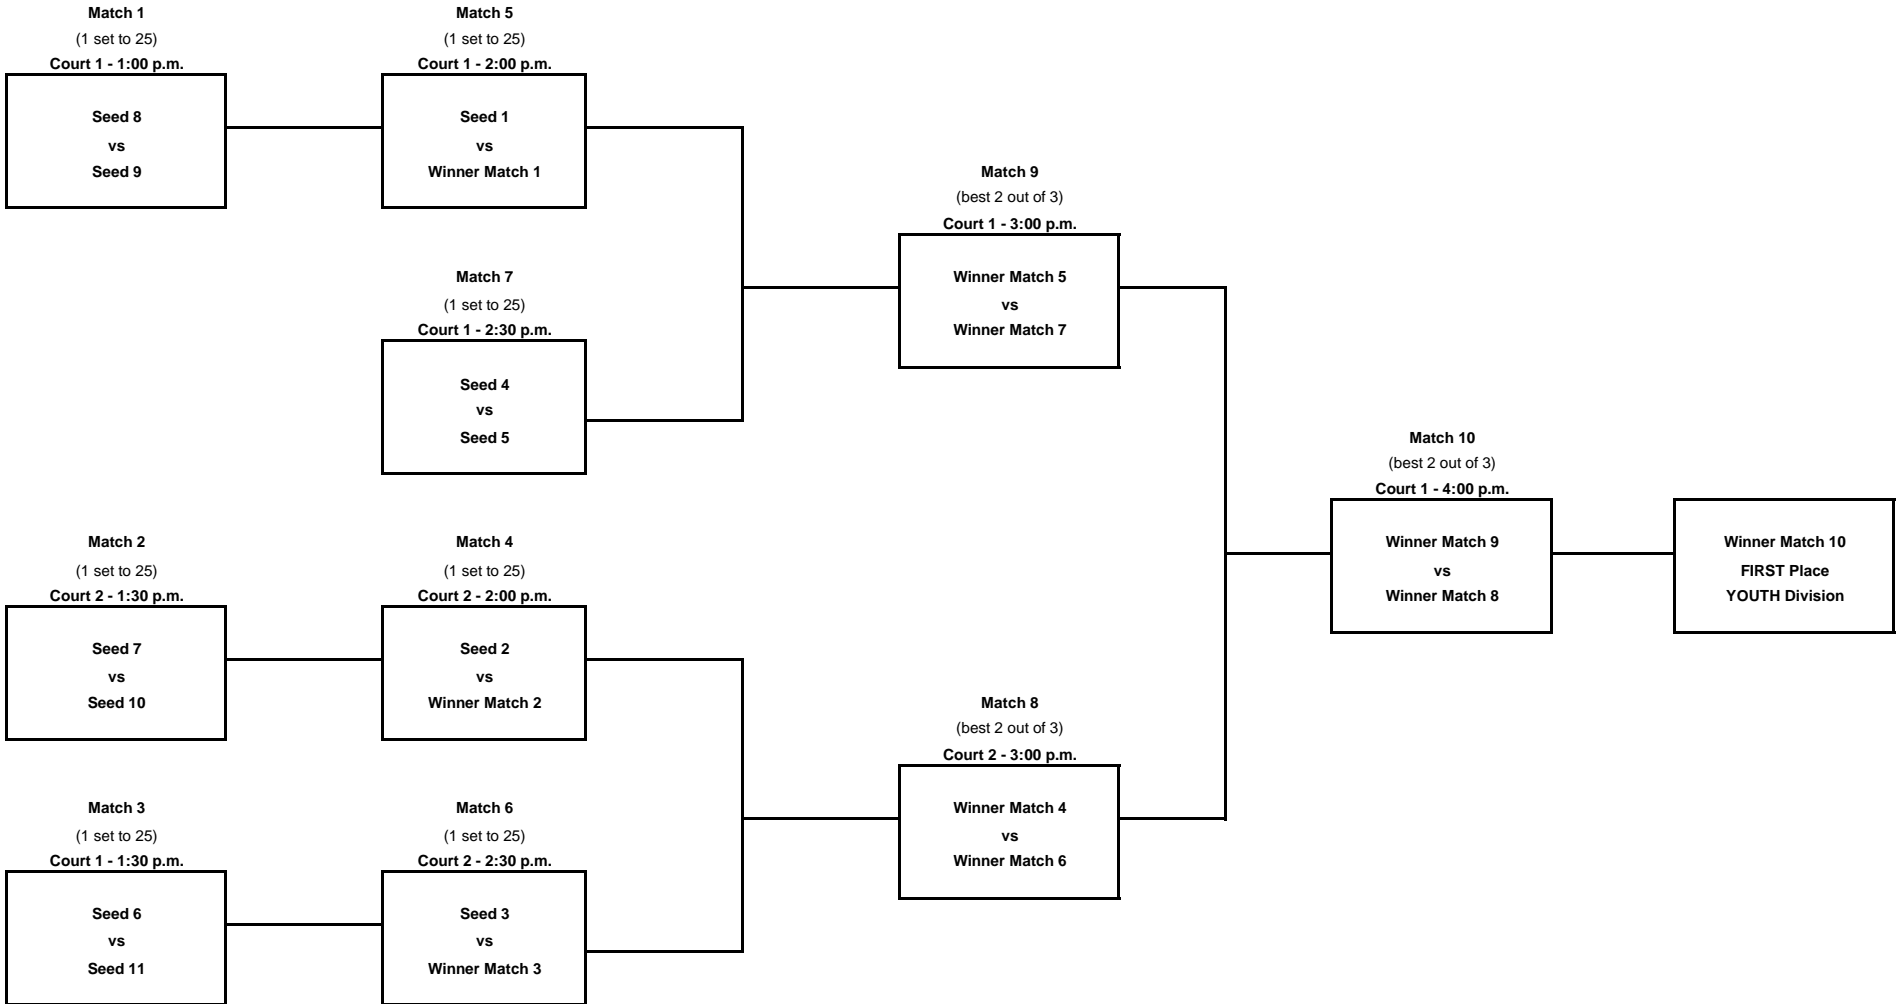 Match 1
(1 set to 25)
Court 1 - 1:00 p.m.
Seed 8
vs
Seed 9
Match 5
(1 set to 25)
Court 1 - 2:00 p.m.
Seed 1
vs
Winner Match 1
Match 7
(1 set to 25)
Court 1 - 2:30 p.m.
Seed 4
vs
Seed 5
Match 9
(best 2 out of 3)
Court 1 - 3:00 p.m.
Winner Match 5
vs
Winner Match 7
Match 2
(1 set to 25)
Court 2 - 1:30 p.m.
Seed 7
vs
Seed 10
Match 4
(1 set to 25)
Court 2 - 2:00 p.m.
Seed 2
vs
Winner Match 2
Match 3
(1 set to 25)
Court 1 - 1:30 p.m.
Seed 6
vs
Seed 11
Match 6
(1 set to 25)
Court 2 - 2:30 p.m.
Seed 3
vs
Winner Match 3
Match 8
(best 2 out of 3)
Court 2 - 3:00 p.m.
Winner Match 4
vs
Winner Match 6
Match 10
(best 2 out of 3)
Court 1 - 4:00 p.m.
Winner Match 9
vs
Winner Match 8
Winner Match 10
FIRST Place
YOUTH Division